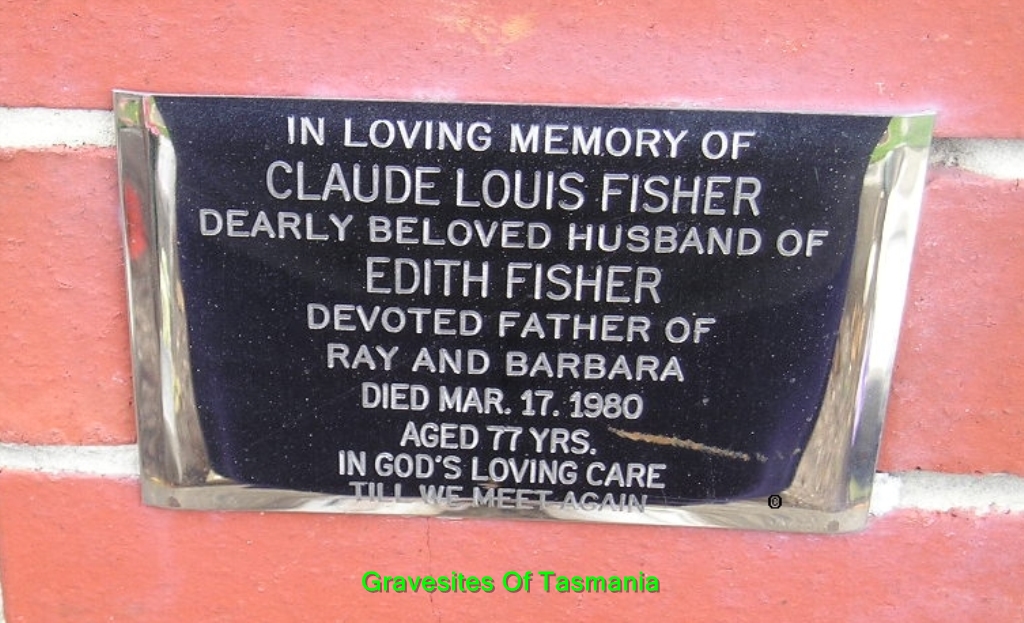 IN LOVING MEMORY OF
CLAUDE LOUIS FISHER
DEARLY BELOVED HUSBAND OF
EDITH FISHER
DEVOTED FATHER OF
RAY AND BARBARA
DIED MAR. 17. 1980
AGED 77 YRS.
IN GOD'S LOVING CARE
TILL WE MEET AGAIN
©
Gravesites Of Tasmania